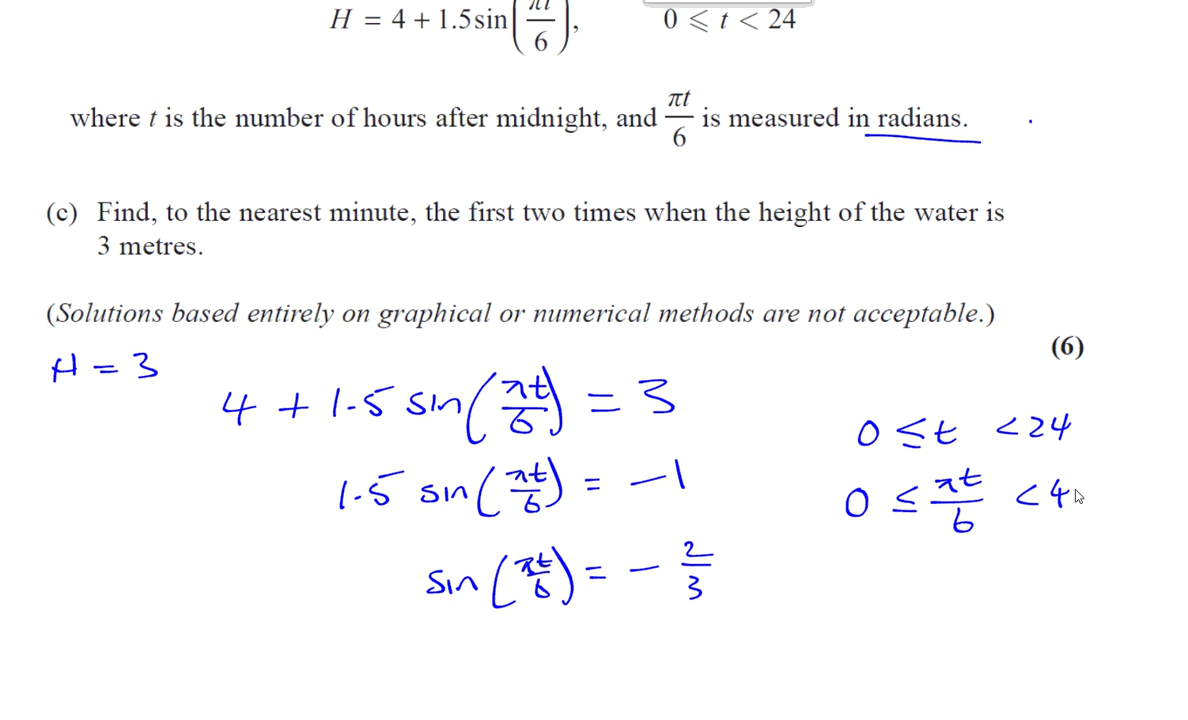 H = 4 + 1.5sin(πt/6), 0 ⩽ t < 24
where t is the number of hours after midnight, and πt/6 is measured in radians.
(c) Find, to the nearest minute, the first two times when the height of the water is
3 metres.
(Solutions based entirely on graphical or numerical methods are not acceptable.)
(6)
H = 3
4 + 1.5 sin(πt/6) = 3
0 ≤ t < 24
1.5 sin(πt/6) = -1
0 ≤ πt/6 < 4
sin(πt/6) = - 2/3